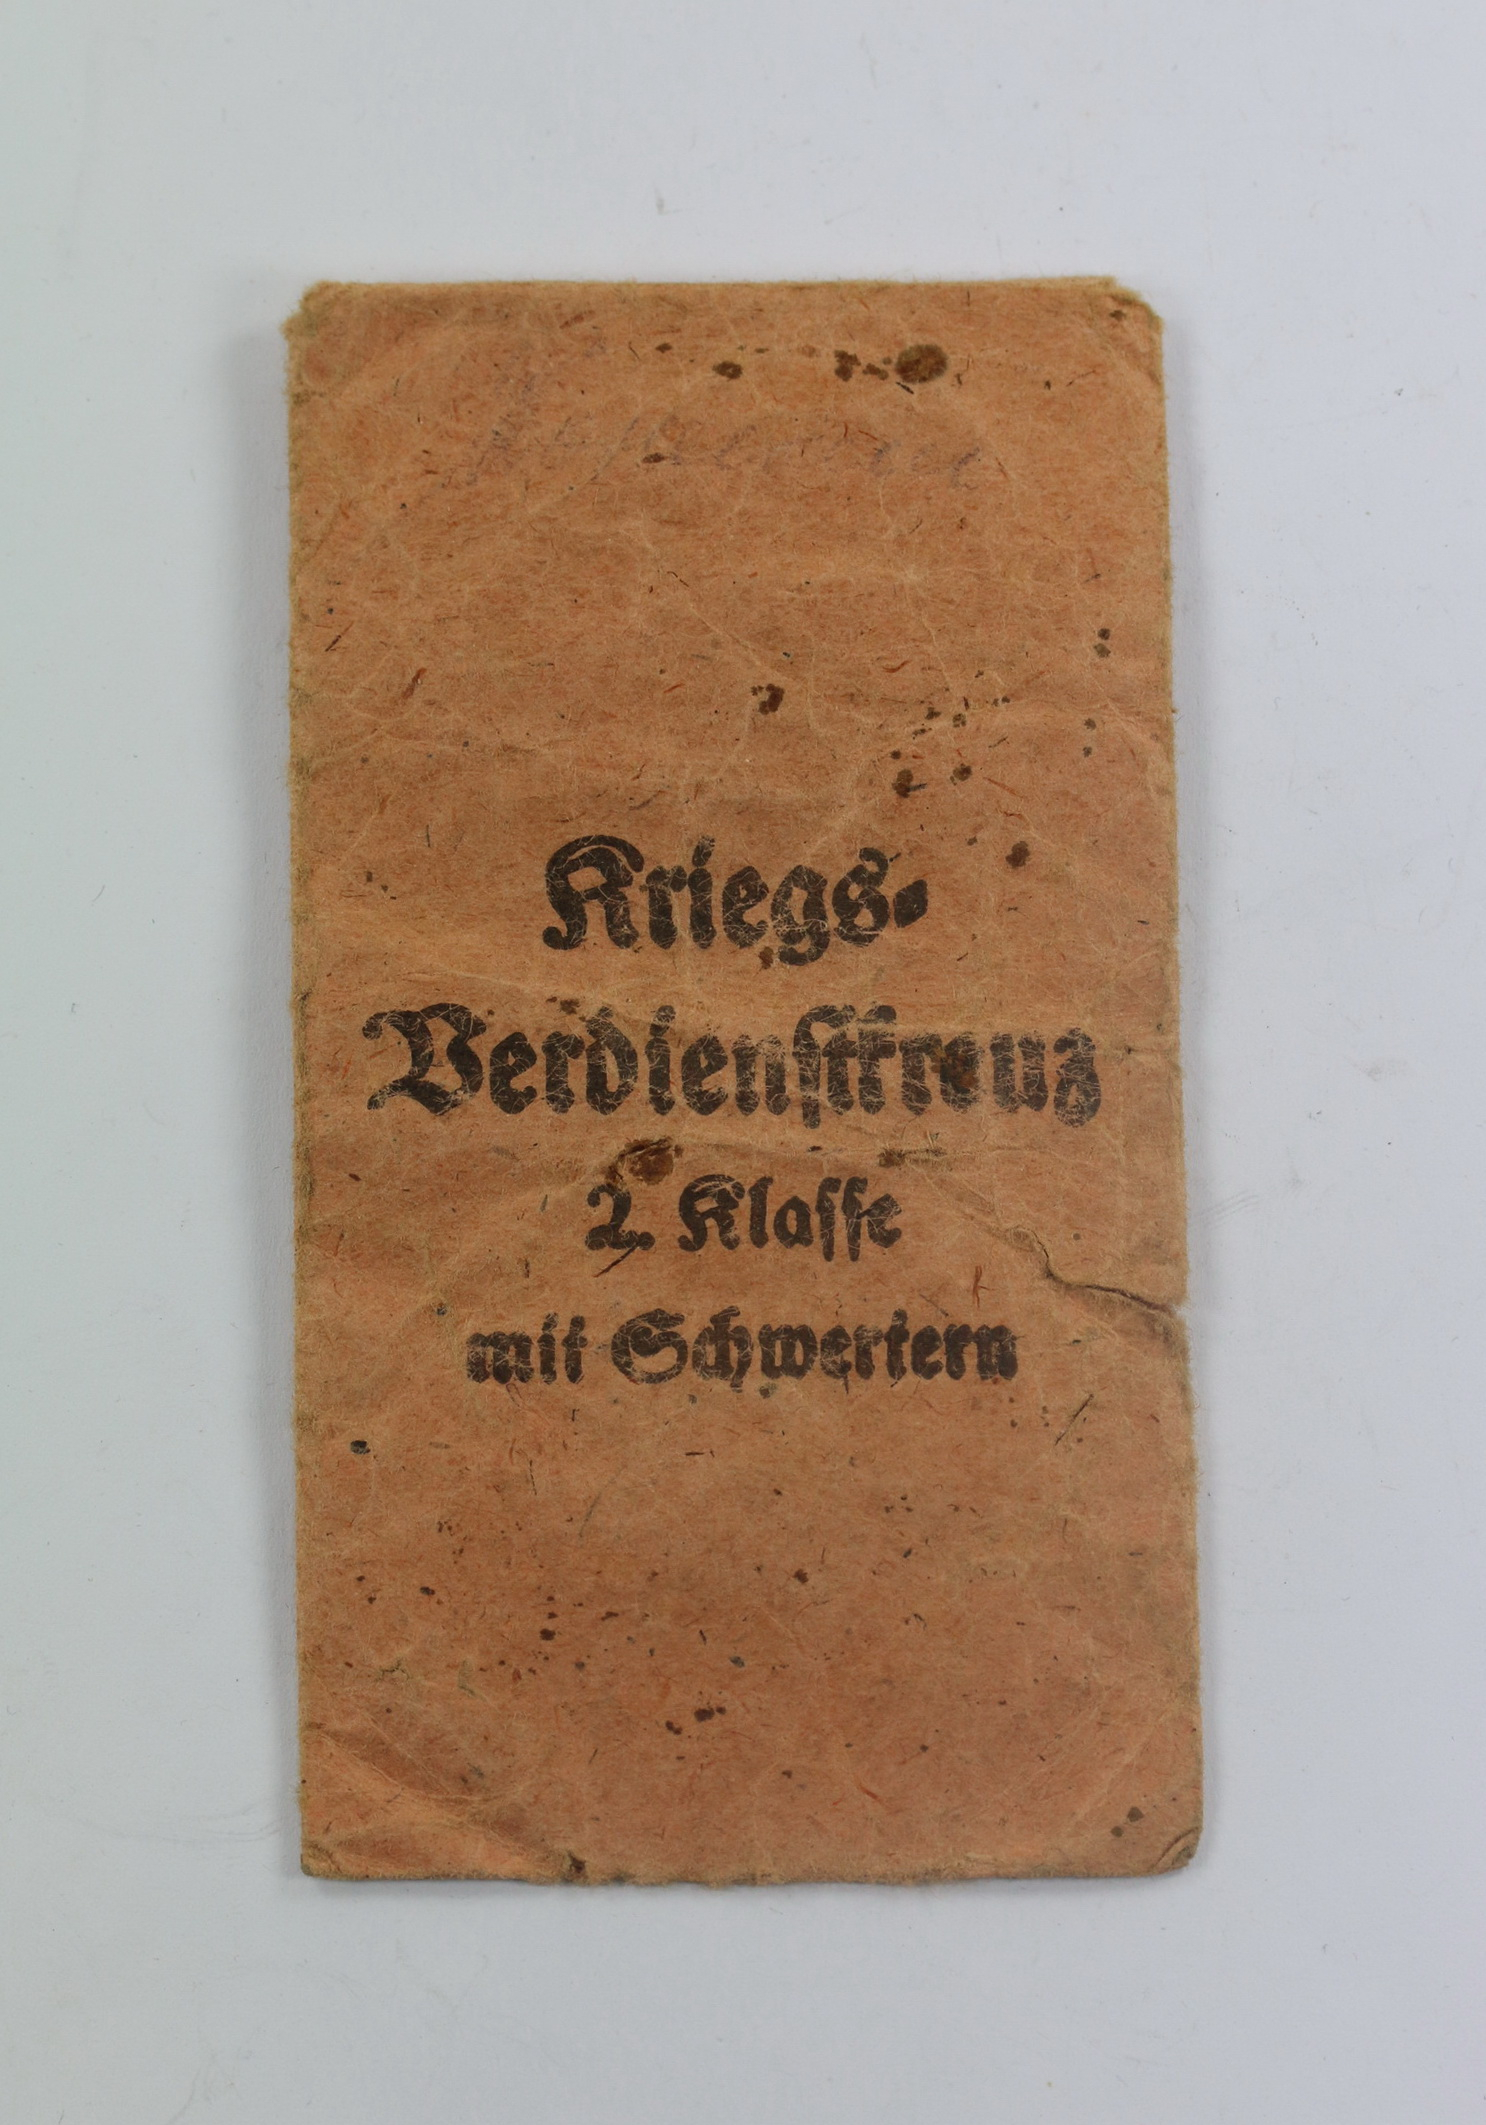 Kriegs-
Verdienstkreuz
2. Klasse
mit Schwertern